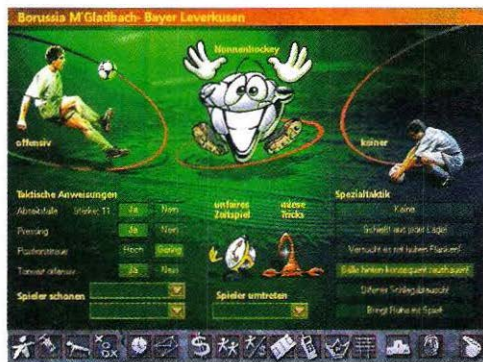 Borussia M'Gladbach- Bayer Leverkusen
Nonnenhockey
offensiv
keiner
Taktische Anweisungen
Abseitsfalle Stärke: 11 Ja Nein
Pressing Ja Nein
Hoch Gering
Torwart offensiv Ja Nein
Spieler schonen
unfaires Zeitspiel
miese Tricks
Spieler umtreten
Spezialtaktik
Keine
Schießt aus jeder Lage!
Versucht es mit hohen Flanken!
Bälle hinten konsequent raushauen!
Offener Schlagabtausch!
Bringt Ruhe ins Spiel!